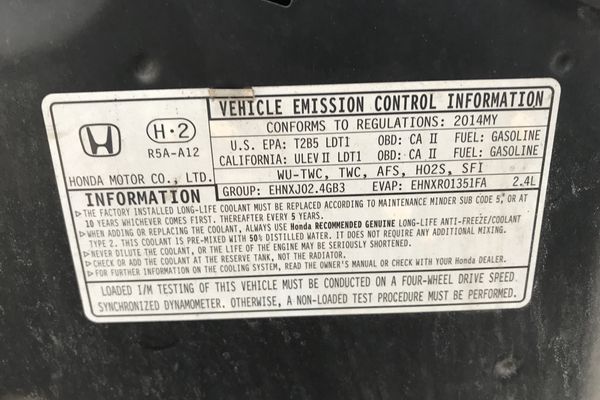 VEHICLE EMISSION CONTROL INFORMATION
CONFORMS TO REGULATIONS: 2014MY
U.S. EPA: T2B5 LDT1 OBD: CA II FUEL: GASOLINE
CALIFORNIA: ULEV II LDT1 OBD: CA II FUEL: GASOLINE
WU-TWC, TWC, AFS, HO2S, SFI
GROUP: EHNXJ02.4GB3 EVAP: EHNXR01351FA 2.4L
H·2
R5A-A12
HONDA MOTOR CO., LTD.
INFORMATION
▷THE FACTORY INSTALLED LONG-LIFE COOLANT MUST BE REPLACED ACCORDING TO MAINTENANCE MINDER SUB CODE 5, OR AT
10 YEARS WHICHEVER COMES FIRST. THEREAFTER EVERY 5 YEARS.
▷WHEN ADDING OR REPLACING THE COOLANT, ALWAYS USE Honda RECOMMENDED GENUINE LONG-LIFE ANTI-FREEZE/COOLANT
TYPE 2. THIS COOLANT IS PRE-MIXED WITH 50% DISTILLED WATER. IT DOES NOT REQUIRE ANY ADDITIONAL MIXING.
▷NEVER DILUTE THE COOLANT, OR THE LIFE OF THE ENGINE MAY BE SERIOUSLY SHORTENED.
▷CHECK OR ADD THE COOLANT AT THE RESERVE TANK, NOT THE RADIATOR.
▷FOR FURTHER INFORMATION ON THE COOLING SYSTEM, READ THE OWNER'S MANUAL OR CHECK WITH YOUR Honda DEALER.
LOADED I/M TESTING OF THIS VEHICLE MUST BE CONDUCTED ON A FOUR-WHEEL DRIVE SPEED
SYNCHRONIZED DYNAMOMETER. OTHERWISE, A NON-LOADED TEST PROCEDURE MUST BE PERFORMED.